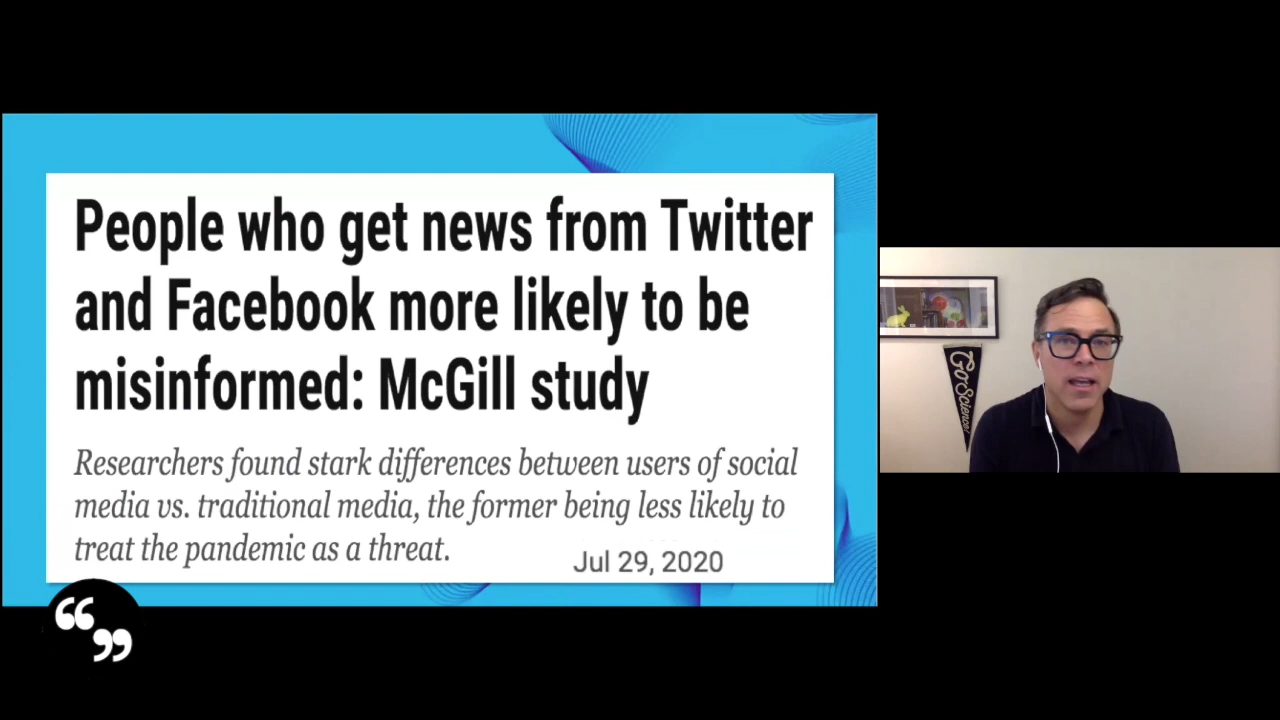 People who get news from Twitter
and Facebook more likely to be
misinformed: McGill study
Researchers found stark differences between users of social
media vs. traditional media, the former being less likely to
treat the pandemic as a threat.
Jul 29, 2020
Go Science!